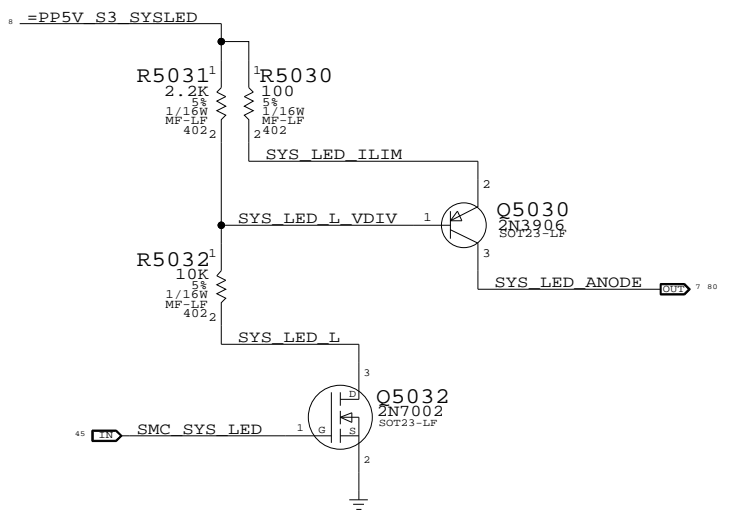 8 =PP5V_S3_SYSLED
R5031
2.2K
5%
1/16W
MF-LF
402
1
2
R5030
100
5%
1/16W
MF-LF
402
1
2
SYS_LED_ILIM
2
SYS_LED_L_VDIV
1
Q5030
2N3906
SOT23-LF
3
R5032
10K
5%
1/16W
MF-LF
402
1
2
SYS_LED_ANODE
OUT 7 80
SYS_LED_L
3
D
Q5032
2N7002
SOT23-LF
45 IN SMC_SYS_LED
1
G
S
2